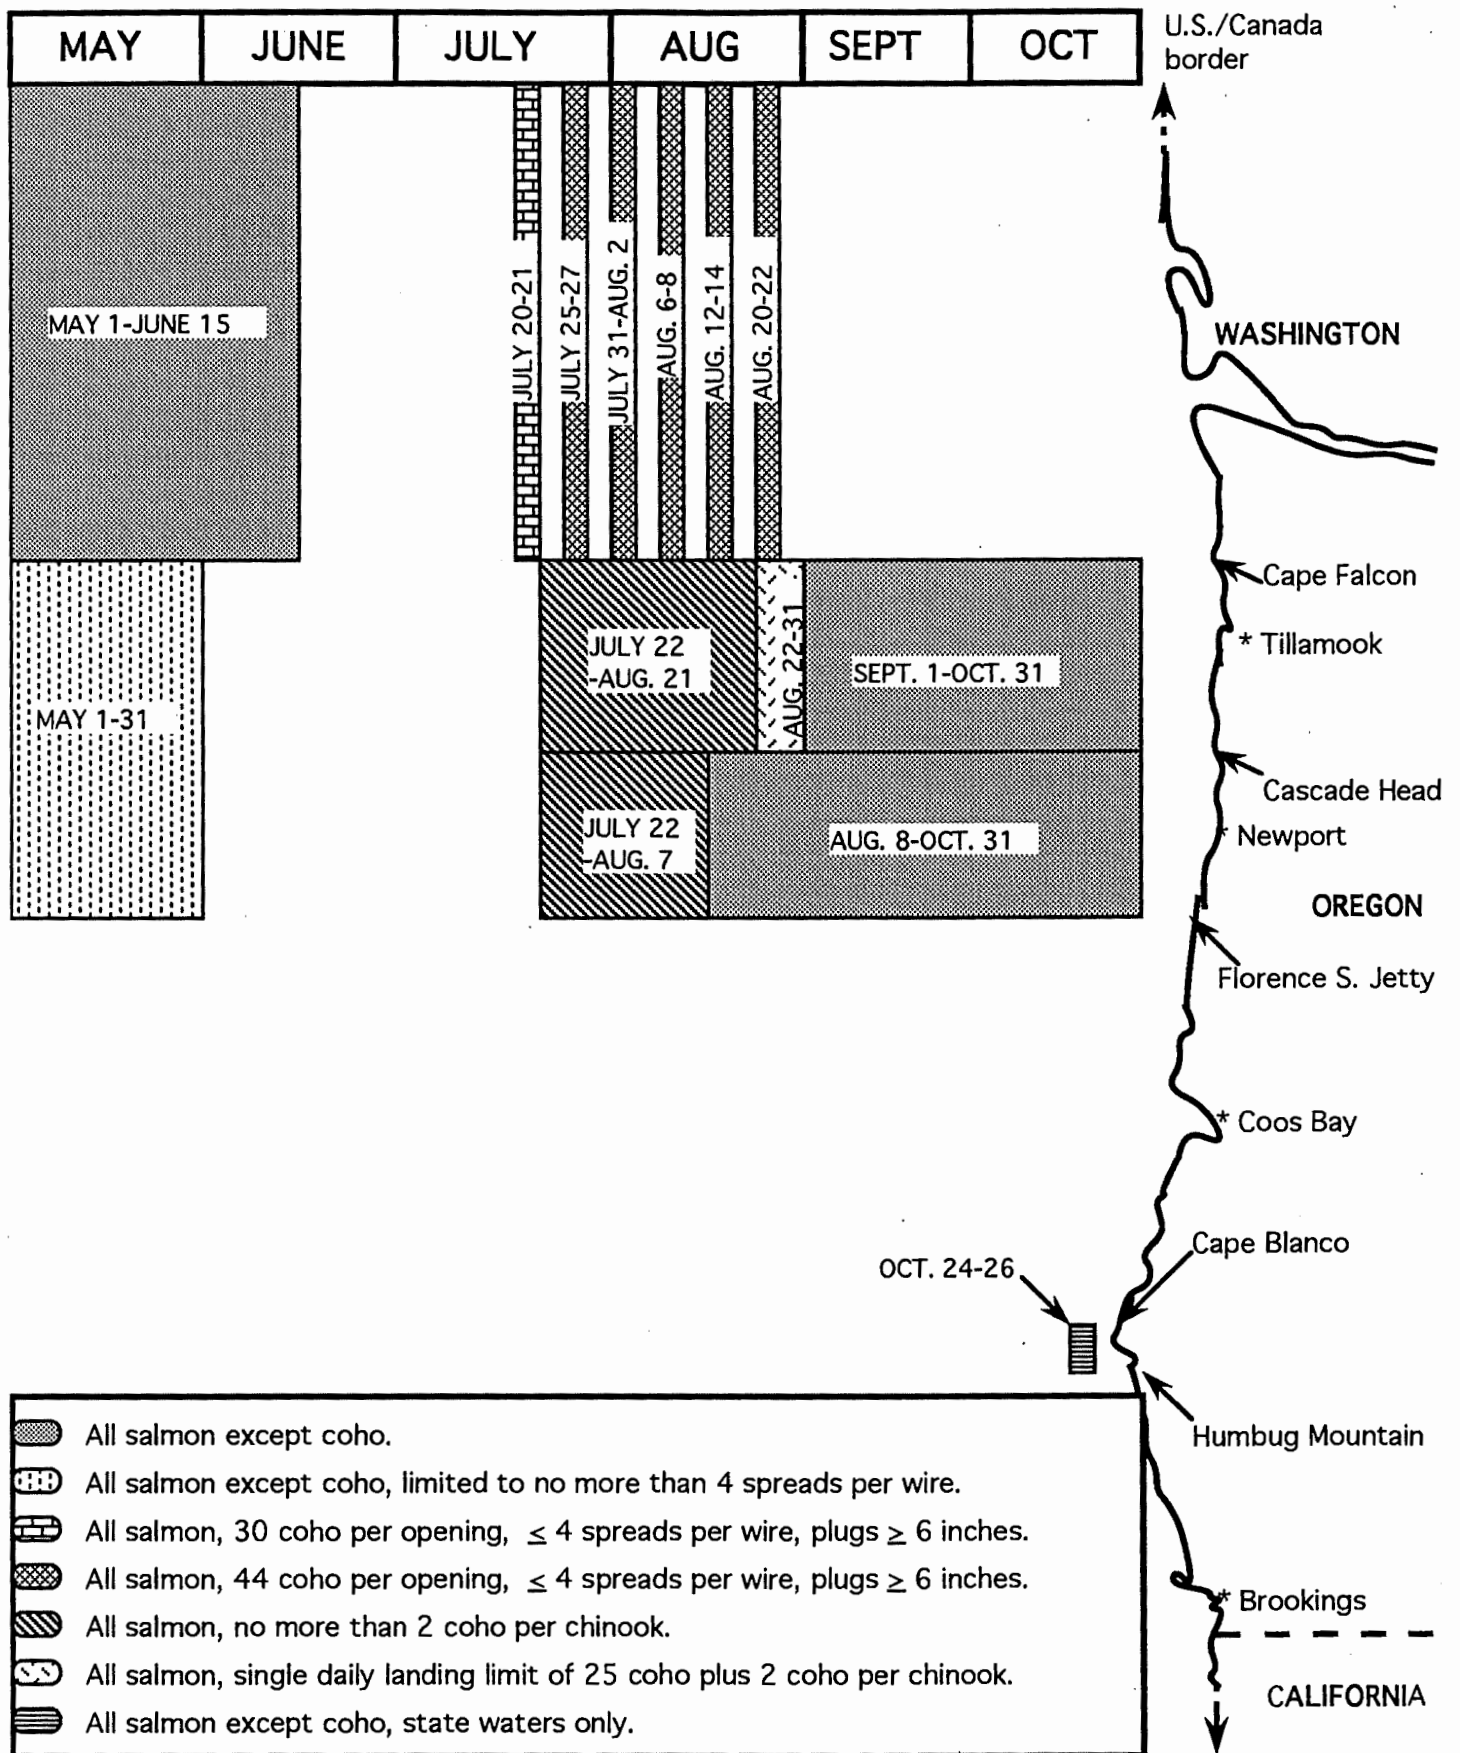 MAY JUNE JULY AUG SEPT OCT
U.S./Canada
border
MAY 1-JUNE 15
JULY 20-21
JULY 25-27
JULY 31-AUG. 2
AUG. 6-8
AUG. 12-14
AUG. 20-22
WASHINGTON
Cape Falcon
* Tillamook
MAY 1-31
JULY 22
-AUG. 21
AUG. 22-31
SEPT. 1-OCT. 31
Cascade Head
JULY 22
-AUG. 7
AUG. 8-OCT. 31
* Newport
OREGON
Florence S. Jetty
* Coos Bay
Cape Blanco
OCT. 24-26
Humbug Mountain
* Brookings
CALIFORNIA
All salmon except coho.
All salmon except coho, limited to no more than 4 spreads per wire.
All salmon, 30 coho per opening, ≤ 4 spreads per wire, plugs ≥ 6 inches.
All salmon, 44 coho per opening, ≤ 4 spreads per wire, plugs ≥ 6 inches.
All salmon, no more than 2 coho per chinook.
All salmon, single daily landing limit of 25 coho plus 2 coho per chinook.
All salmon except coho, state waters only.